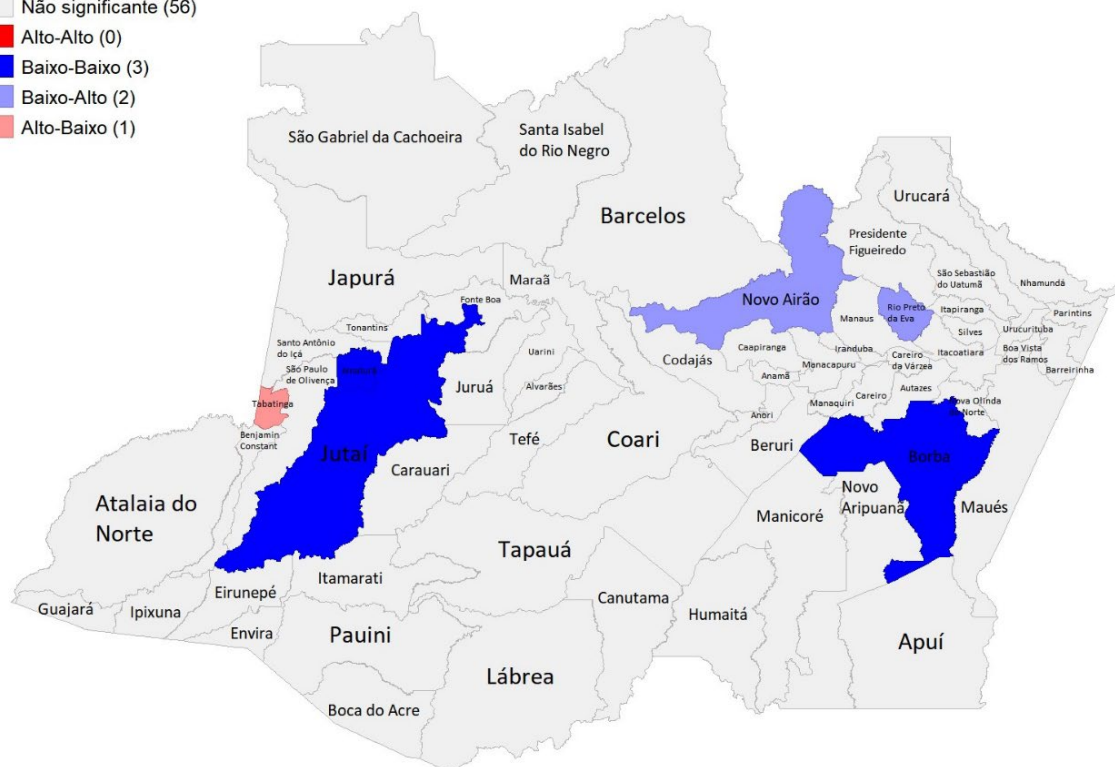 Não significante (56)
Alto-Alto (0)
Baixo-Baixo (3)
Baixo-Alto (2)
Alto-Baixo (1)
São Gabriel da Cachoeira
Santa Isabel
do Rio Negro
Barcelos
Urucará
Presidente
Figueiredo
Japurá
Maraã
São Sebastião
do Uatumã
Nhamundá
Fonte Boa
Novo Airão
Rio Preto
da Eva
Itapiranga
Parintins
Manaus
Tonantins
Silves
Urucurituba
Santo Antônio
do Içá
Uarini
Codajás
Caapiranga
Iranduba
Careiro
da Várzea
Itacoatiara
Boa Vista
dos Ramos
São Paulo
de Olivença
Manacapuru
Barreirinha
Anamã
Juruá
Alvarães
Autazes
Careiro
Tabatinga
Manaquiri
Nova Olinda
do Norte
Anori
Benjamin
Constant
Tefé
Coari
Beruri
Jutaí
Borba
Carauari
Novo
Aripuanã
Atalaia do
Norte
Manicoré
Maués
Tapauá
Itamarati
Eirunepé
Canutama
Guajará
Ipixuna
Humaitá
Envira
Pauini
Apuí
Lábrea
Boca do Acre